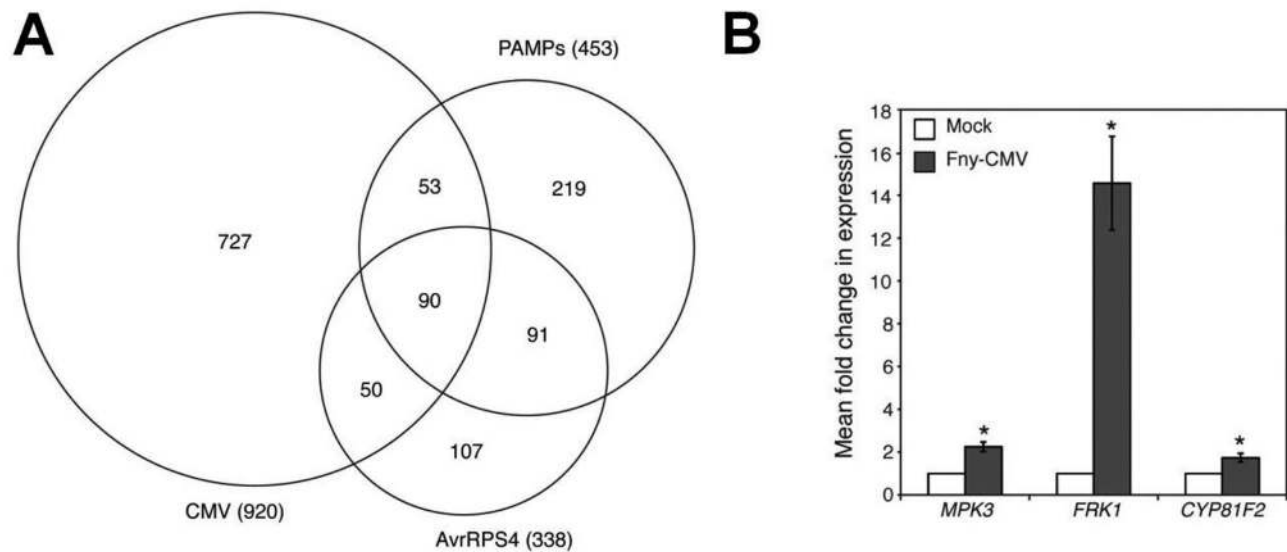 A
PAMPs (453)
53
219
727
90
91
50
107
CMV (920)
AvrRPS4 (338)
B
Mean fold change in expression
18
16
14
12
10
8
6
4
2
0
Mock
Fny-CMV
*
*
*
MPK3
FRK1
CYP81F2